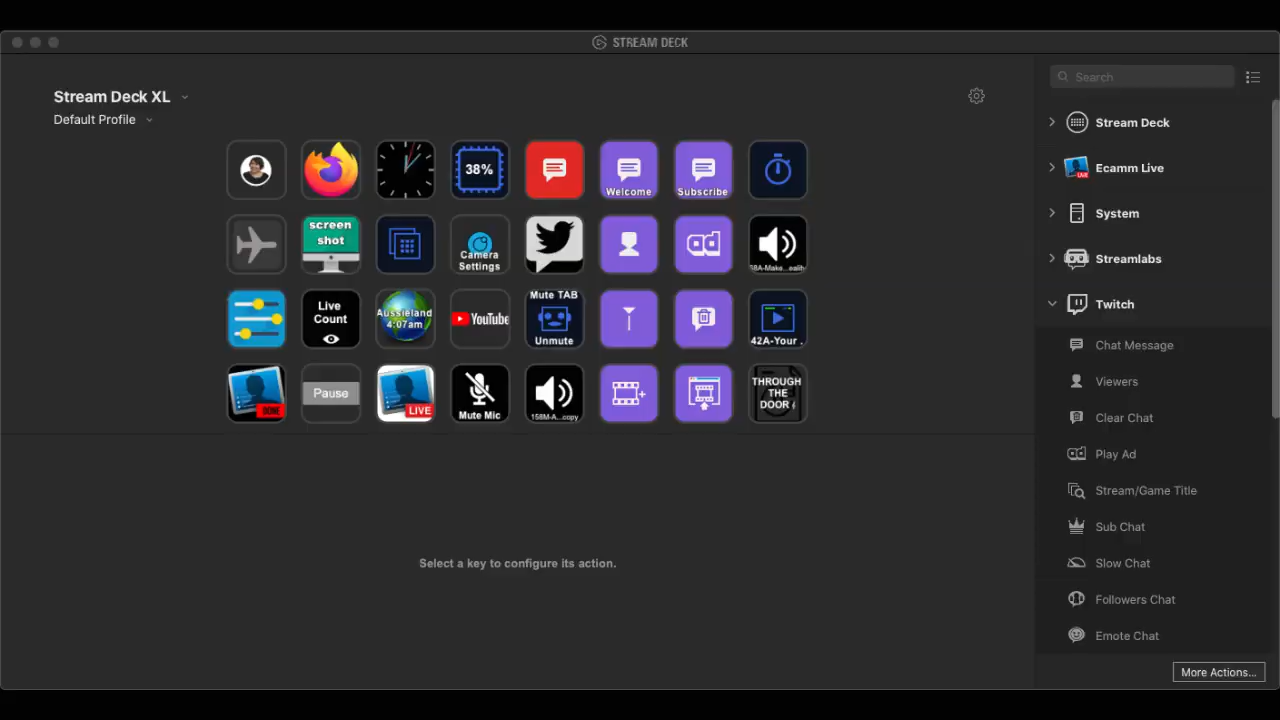 STREAM DECK
Search
Stream Deck XL
Default Profile
38%
Welcome
Subscribe
screen
shot
Camera
Settings
Live
Count
Aussieland
4:07am
YouTube
Mute TAB
Unmute
42A-Your .
Pause
DONE
LIVE
Mute Mic
158M-A...copy
THROUGH
THE
DOOR
Select a key to configure its action.
Stream Deck
Ecamm Live
System
Streamlabs
Twitch
Chat Message
Viewers
Clear Chat
Play Ad
Stream/Game Title
Sub Chat
Slow Chat
Followers Chat
Emote Chat
More Actions...